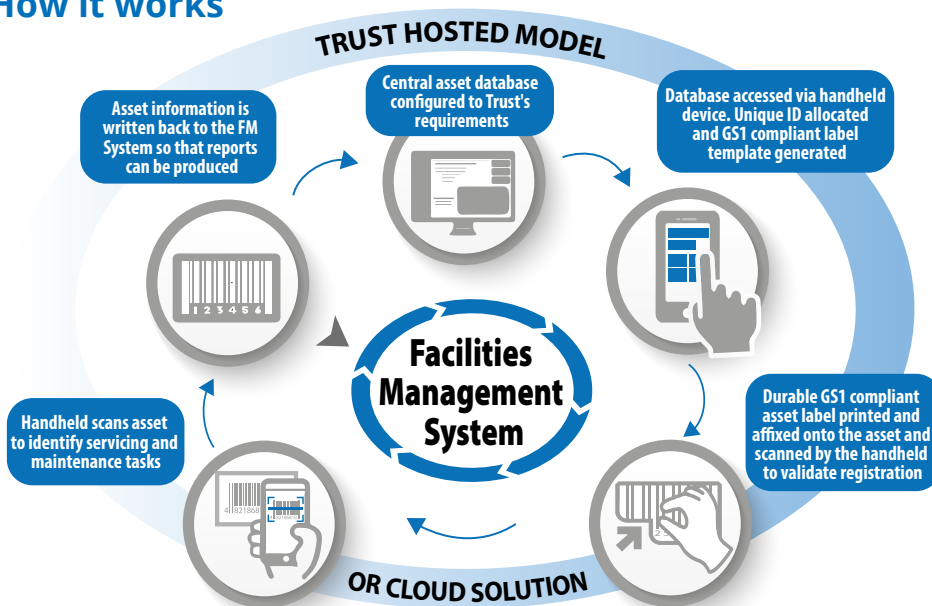 How it works
TRUST HOSTED MODEL
Central asset database
configured to Trust's
requirements
Database accessed via handheld
device. Unique ID allocated
and GS1 compliant label
template generated
Durable GS1 compliant
asset label printed and
affixed onto the asset and
scanned by the handheld
to validate registration
Handheld scans asset
to identify servicing and
maintenance tasks
Asset information is
written back to the FM
System so that reports
can be produced
1 2 3 4 5 6
Facilities
Management
System
4 821868
OR CLOUD SOLUTION